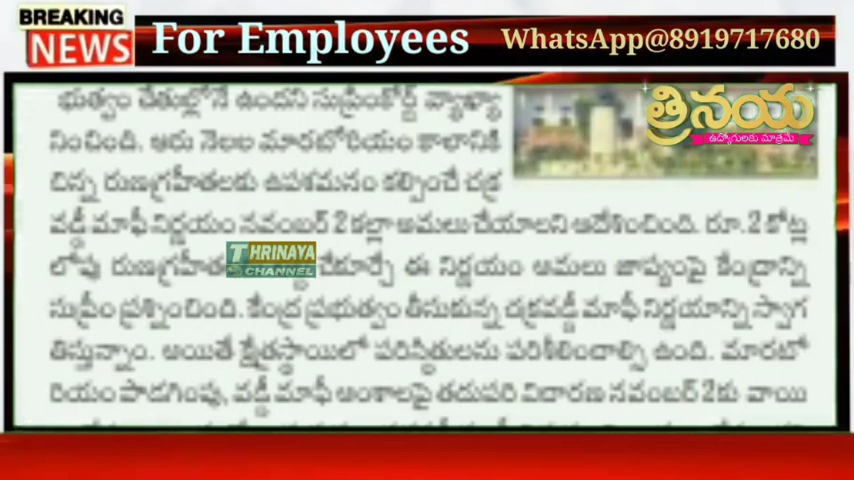 BREAKING
NEWS
For Employees
WhatsApp@8919717680
త్రినయ
ఉద్యోగులకు మాత్రమే
భుత్వం చేతుల్లోనే ఉందని సుప్రీంకోర్ట్ వ్యాఖ్యా
నించింది. ఆరు నెలల మారటోరియం కాలానికి
చిన్న రుణగ్రహీతలకు ఉపశమనం కల్పించే చక్ర
వడ్డీ మాఫీ నిర్ణయం నవంబర్ 2 కల్లా అమలు చేయాలని ఆదేశించింది. రూ.2 కోట్ల
లోపు రుణగ్రహీత
THRINAYA
CHANNEL
చేకూర్చే ఈ నిర్ణయం అమలు జాప్యంపై కేంద్రాన్ని
సుప్రీం ప్రశ్నించింది. కేంద్ర ప్రభుత్వం తీసుకున్న చక్రవడ్డీ మాఫీ నిర్ణయాన్ని స్వాగ
తిస్తున్నాం. అయితే క్షేత్రస్థాయిలో పరిస్థితులను పరిశీలించాల్సి ఉంది. మారటో
రియం పొడగింపు, వడ్డీ మాఫీ అంశాలపై తదుపరి విచారణ నవంబర్ 2కు వాయి